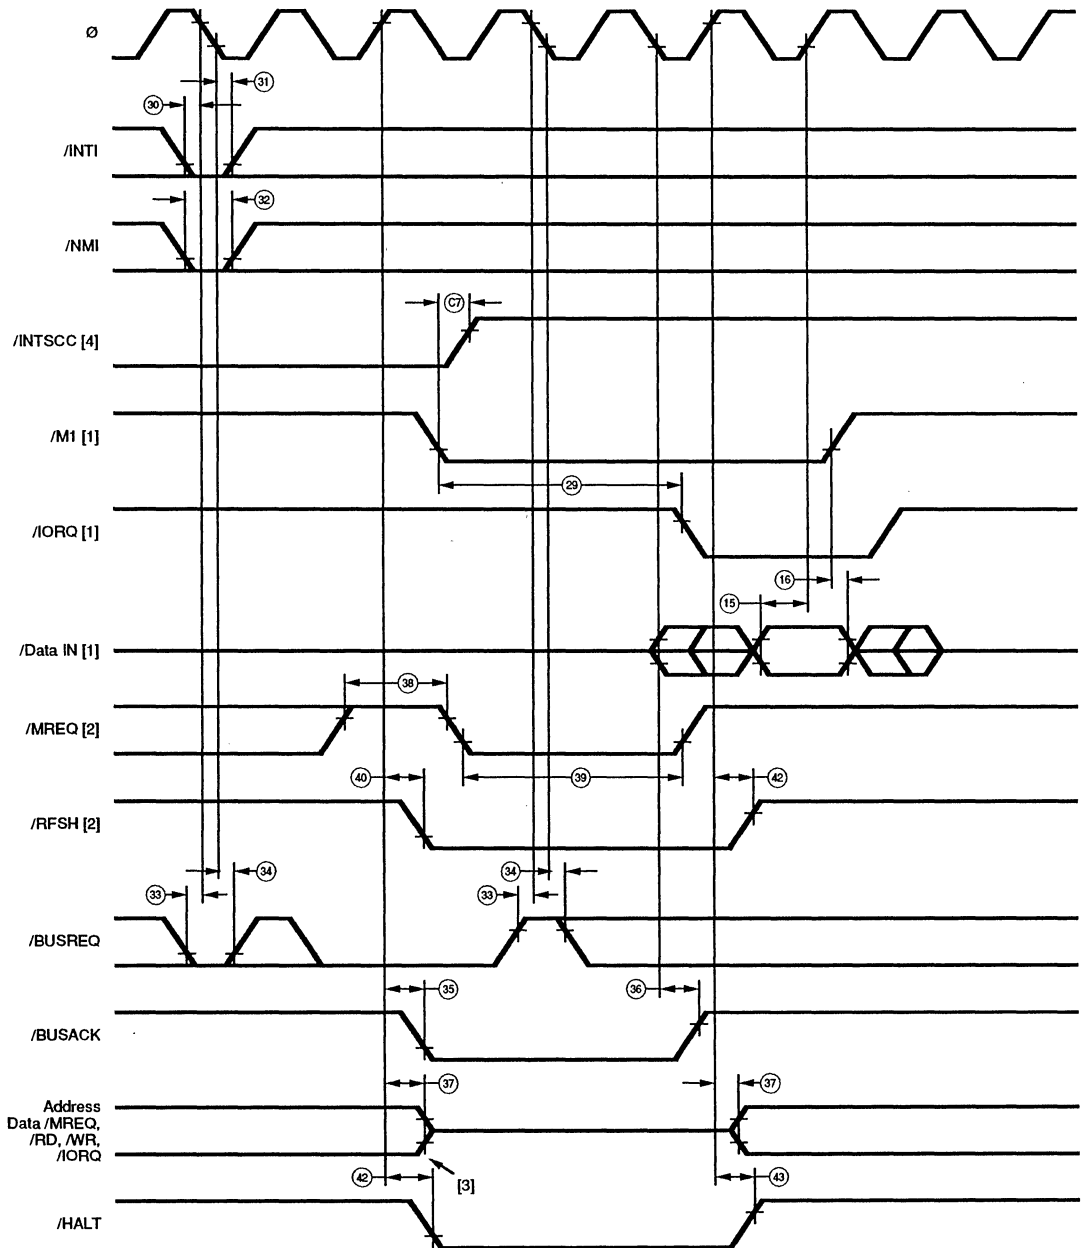 Ø
31
30
/INTI
32
/NMI
C7
/INTSCC [4]
/M1 [1]
29
/IORQ [1]
16
15
/Data IN [1]
38
/MREQ [2]
40
39
42
/RFSH [2]
34
34
33
33
/BUSREQ
35
36
/BUSACK
37
37
Address
Data /MREQ,
/RD, /WR,
/IORQ
42
[3]
43
/HALT